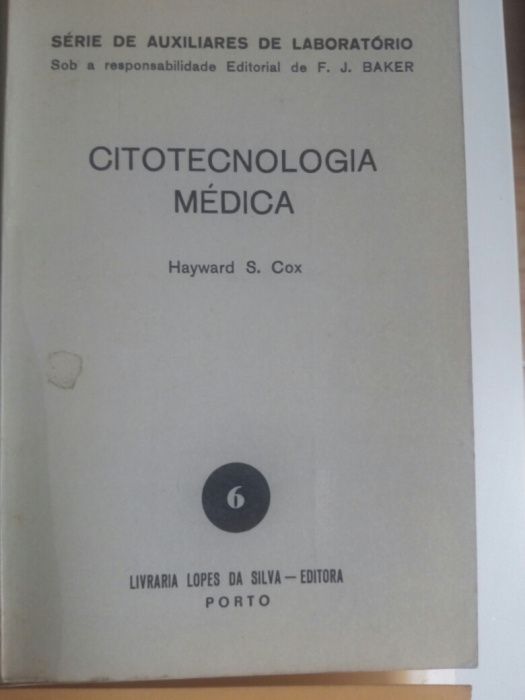 SÉRIE DE AUXILIARES DE LABORATÓRIO
Sob a responsabilidade Editorial de F. J. BAKER
CITOTECNOLOGIA
MÉDICA
Hayward S. Cox
6
LIVRARIA LOPES DA SILVA — EDITORA
PORTO